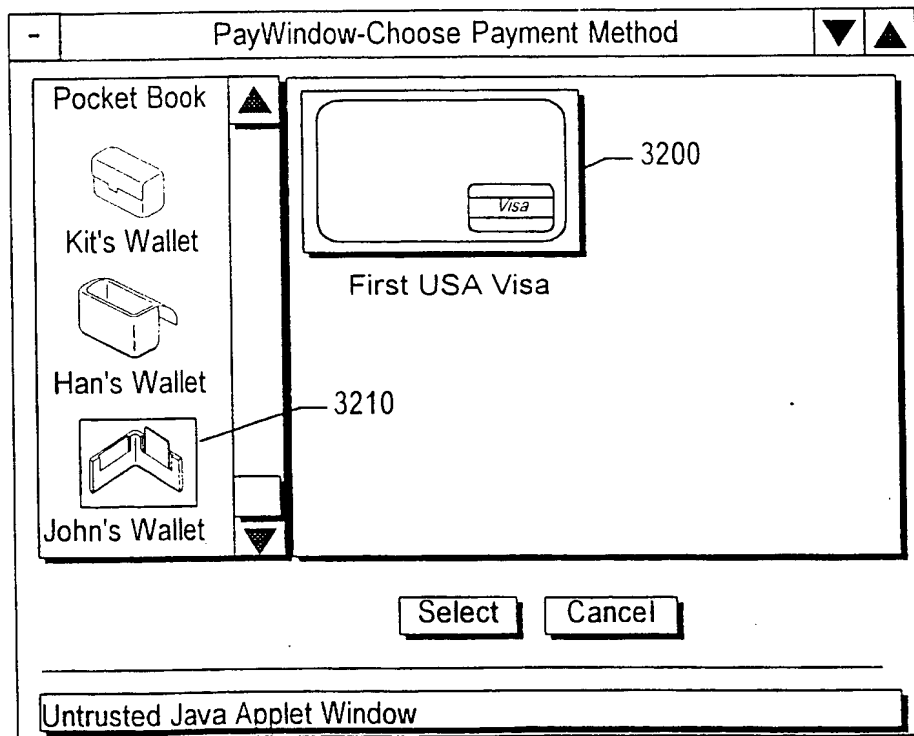 PayWindow-Choose Payment Method
Pocket Book
Kit's Wallet
Han's Wallet
John's Wallet
3210
Visa
3200
First USA Visa
Select
Cancel
Untrusted Java Applet Window